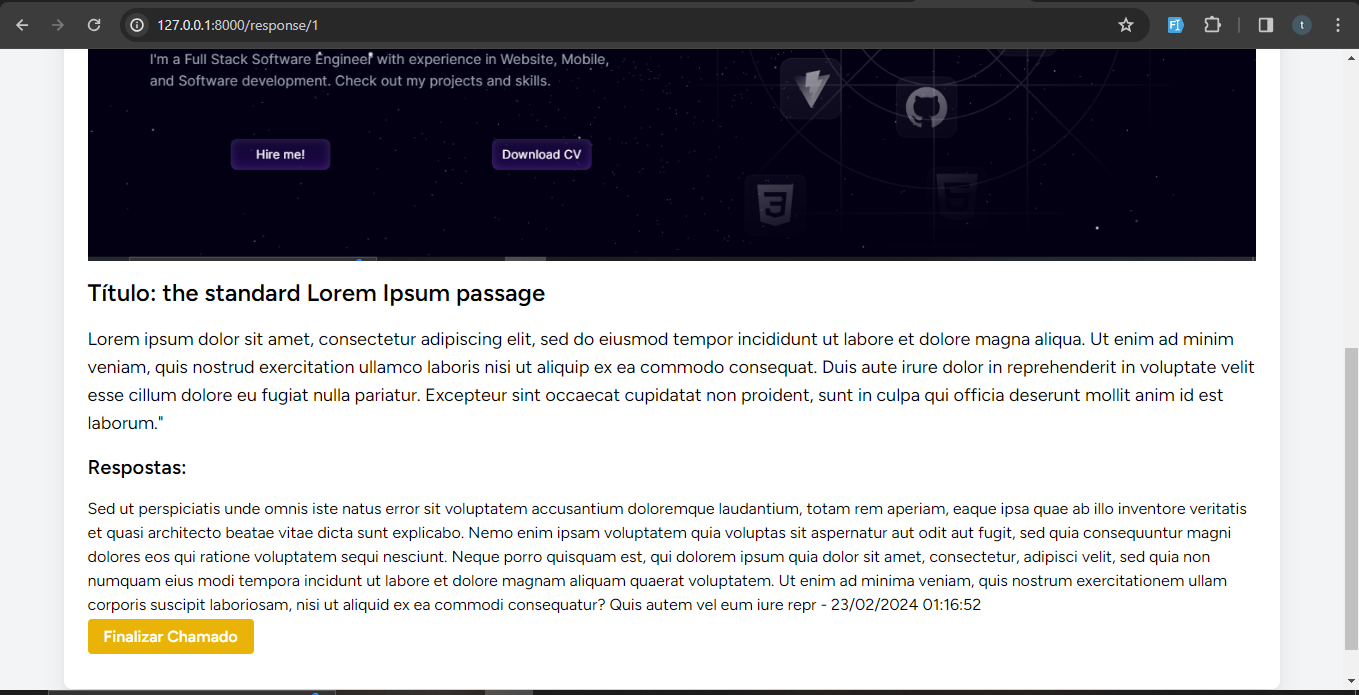 127.0.0.1:8000/response/1
t
I'm a Full Stack Software Engineer with experience in Website, Mobile,
and Software development. Check out my projects and skills.
Hire me!
Download CV
3
Título: the standard Lorem Ipsum passage
Lorem ipsum dolor sit amet, consectetur adipiscing elit, sed do eiusmod tempor incididunt ut labore et dolore magna aliqua. Ut enim ad minim
veniam, quis nostrud exercitation ullamco laboris nisi ut aliquip ex ea commodo consequat. Duis aute irure dolor in reprehenderit in voluptate velit
esse cillum dolore eu fugiat nulla pariatur. Excepteur sint occaecat cupidatat non proident, sunt in culpa qui officia deserunt mollit anim id est
laborum."
Respostas:
Sed ut perspiciatis unde omnis iste natus error sit voluptatem accusantium doloremque laudantium, totam rem aperiam, eaque ipsa quae ab illo inventore veritatis
et quasi architecto beatae vitae dicta sunt explicabo. Nemo enim ipsam voluptatem quia voluptas sit aspernatur aut odit aut fugit, sed quia consequuntur magni
dolores eos qui ratione voluptatem sequi nesciunt. Neque porro quisquam est, qui dolorem ipsum quia dolor sit amet, consectetur, adipisci velit, sed quia non
numquam eius modi tempora incidunt ut labore et dolore magnam aliquam quaerat voluptatem. Ut enim ad minima veniam, quis nostrum exercitationem ullam
corporis suscipit laboriosam, nisi ut aliquid ex ea commodi consequatur? Quis autem vel eum iure repr - 23/02/2024 01:16:52
Finalizar Chamado